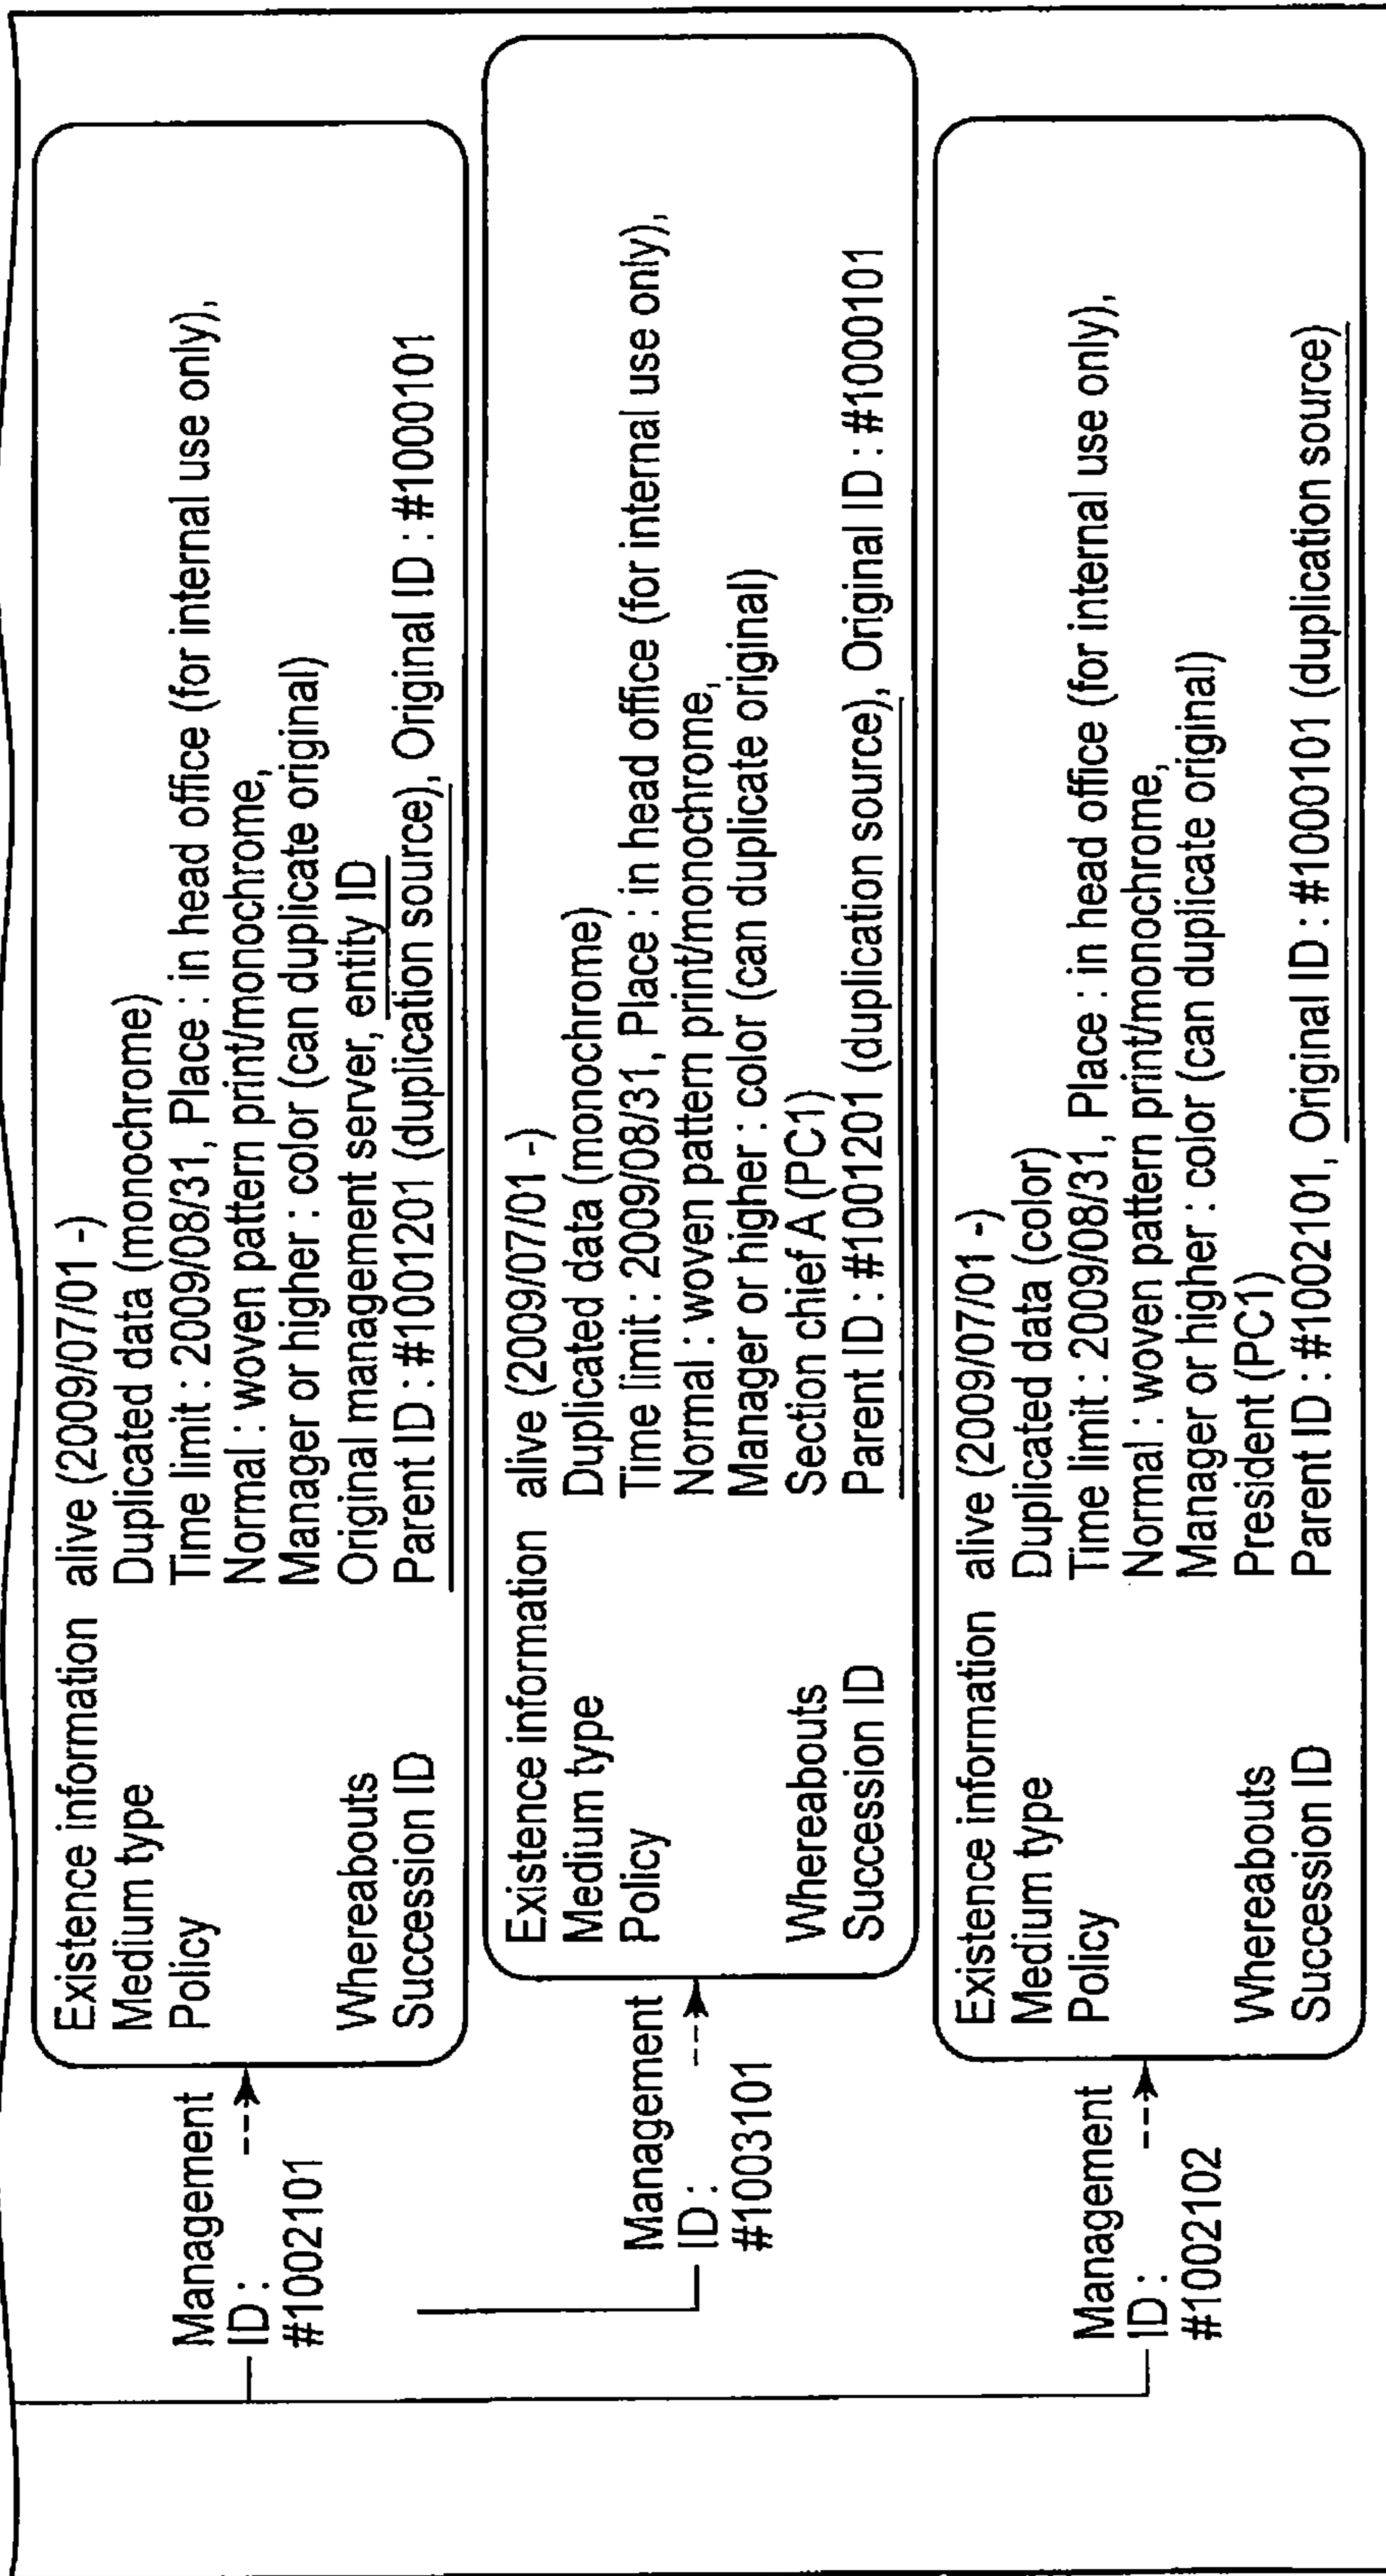 Management
ID :
#1002101
Existence information alive (2009/07/01 -)
Medium type Duplicated data (monochrome)
Policy Time limit : 2009/08/31, Place : in head office (for internal use only),
Normal : woven pattern print/monochrome,
Manager or higher : color (can duplicate original)
Whereabouts Original management server, entity ID
Succession ID Parent ID : #1001201 (duplication source), Original ID : #1000101
Management
ID :
#1003101
Existence information alive (2009/07/01 -)
Medium type Duplicated data (monochrome)
Policy Time limit : 2009/08/31, Place : in head office (for internal use only),
Normal : woven pattern print/monochrome,
Manager or higher : color (can duplicate original)
Whereabouts Section chief A (PC1)
Succession ID Parent ID : #1001201 (duplication source), Original ID : #1000101
Management
ID :
#1002102
Existence information alive (2009/07/01 -)
Medium type Duplicated data (color)
Policy Time limit : 2009/08/31, Place : in head office (for internal use only),
Normal : woven pattern print/monochrome,
Manager or higher : color (can duplicate original)
Whereabouts President (PC1)
Succession ID Parent ID : #1002101, Original ID : #1000101 (duplication source)